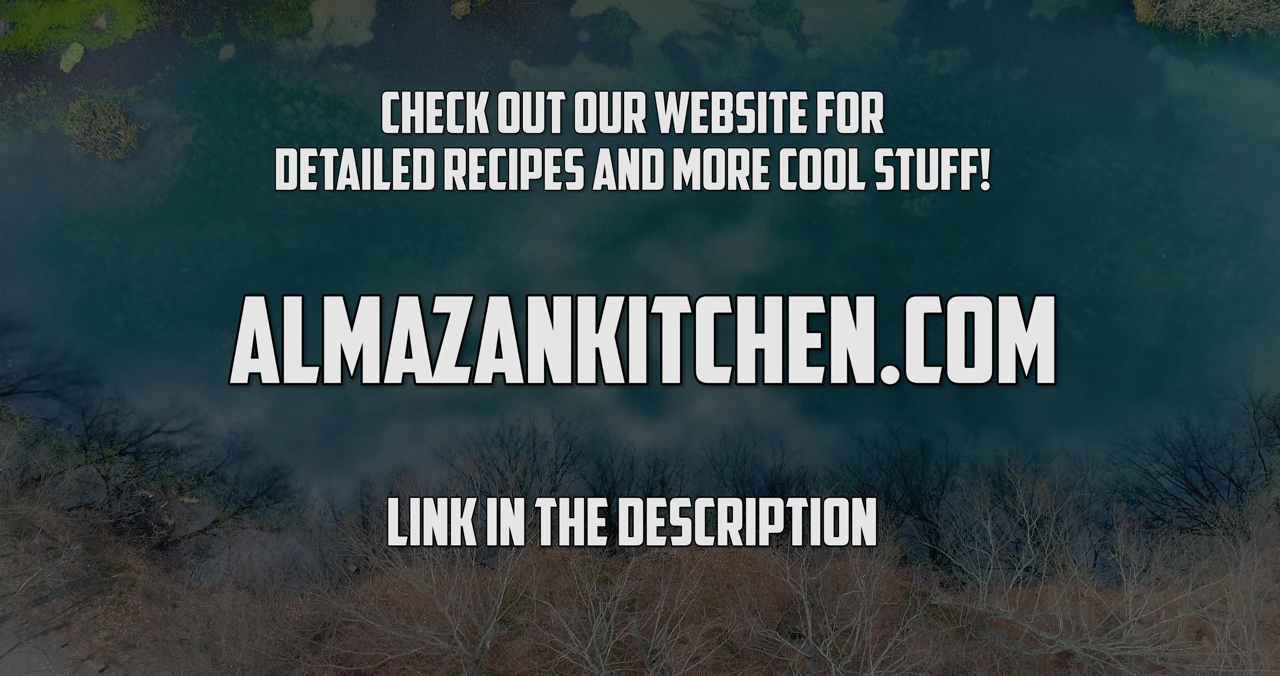 CHECK OUT OUR WEBSITE FOR
DETAILED RECIPES AND MORE COOL STUFF!
ALMAZANKITCHEN.COM
LINK IN THE DESCRIPTION